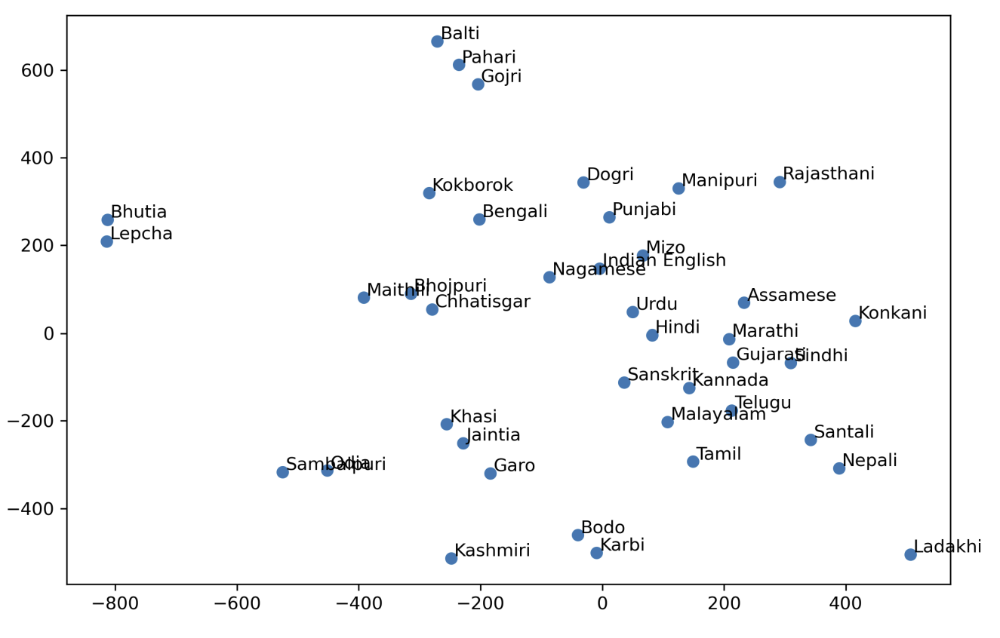 Balti
Pahari
Gojri
600
400
Dogri
Manipuri
Rajasthani
Kokborok
Bengali
Punjabi
Bhutia
Lepcha
200
Mizo
Indian English
Nagamese
Maithili
Bhojpuri
Chhatisgar
Urdu
Assamese
Konkani
0
Hindi
Marathi
Gujarati
Sindhi
Sanskrit
Kannada
Telugu
Malayalam
−200
Khasi
Jaintia
Santali
Sambalpuri
Odia
Garo
Tamil
Nepali
−400
Bodo
Karbi
Kashmiri
Ladakhi
−800
−600
−400
−200
0
200
400